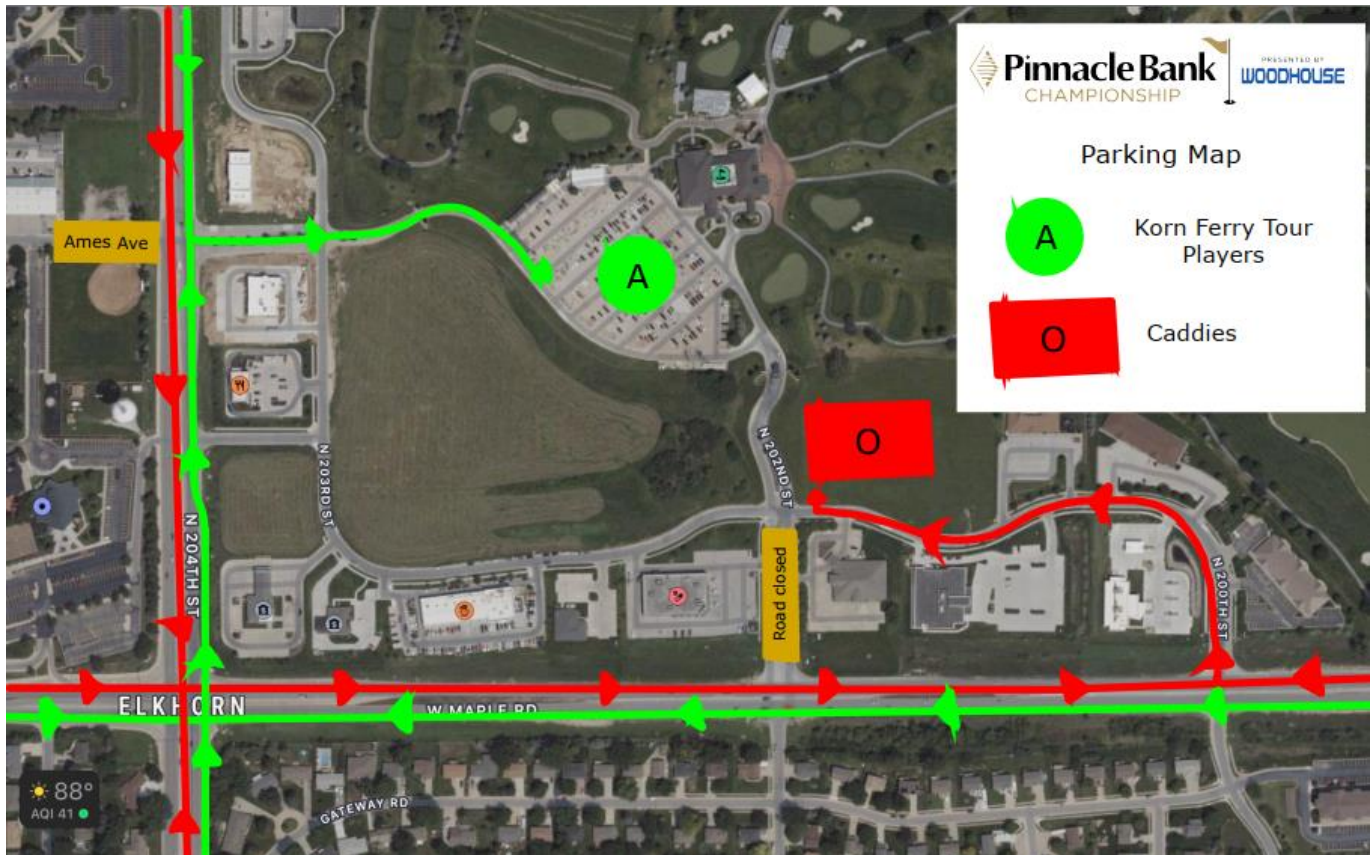 Pinnacle Bank
CHAMPIONSHIP
PRESENTED BY
WOODHOUSE
Parking Map
A
Korn Ferry Tour
Players
O
Caddies
Ames Ave
A
O
N 202ND ST
N 203RD ST
N 204TH ST
Road closed
N 200TH ST
ELKHORN
W MAPLE RD
GATEWAY RD
88°
AQI 41